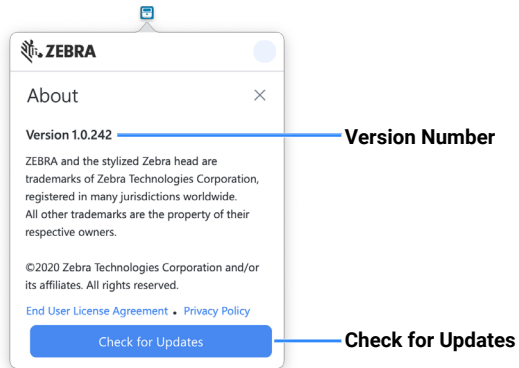 ZEBRA
About
Version 1.0.242
Version Number
ZEBRA and the stylized Zebra head are
trademarks of Zebra Technologies Corporation,
registered in many jurisdictions worldwide.
All other trademarks are the property of their
respective owners.
©2020 Zebra Technologies Corporation and/or
its affiliates. All rights reserved.
End User License Agreement • Privacy Policy
Check for Updates
Check for Updates